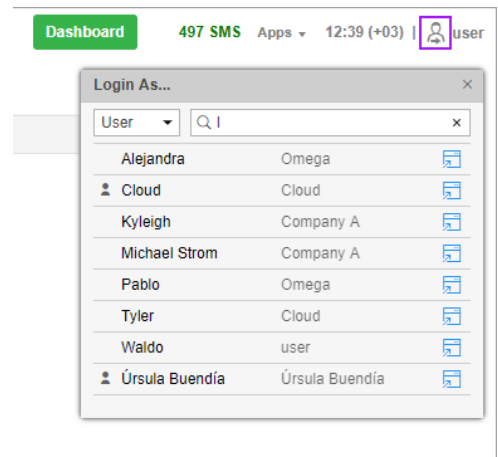 Dashboard 497 SMS Apps 12:39 (+03) | user
Login As... ×
User l ×
Alejandra Omega
Cloud Cloud
Kyleigh Company A
Michael Strom Company A
Pablo Omega
Tyler Cloud
Waldo user
Úrsula Buendía Úrsula Buendía